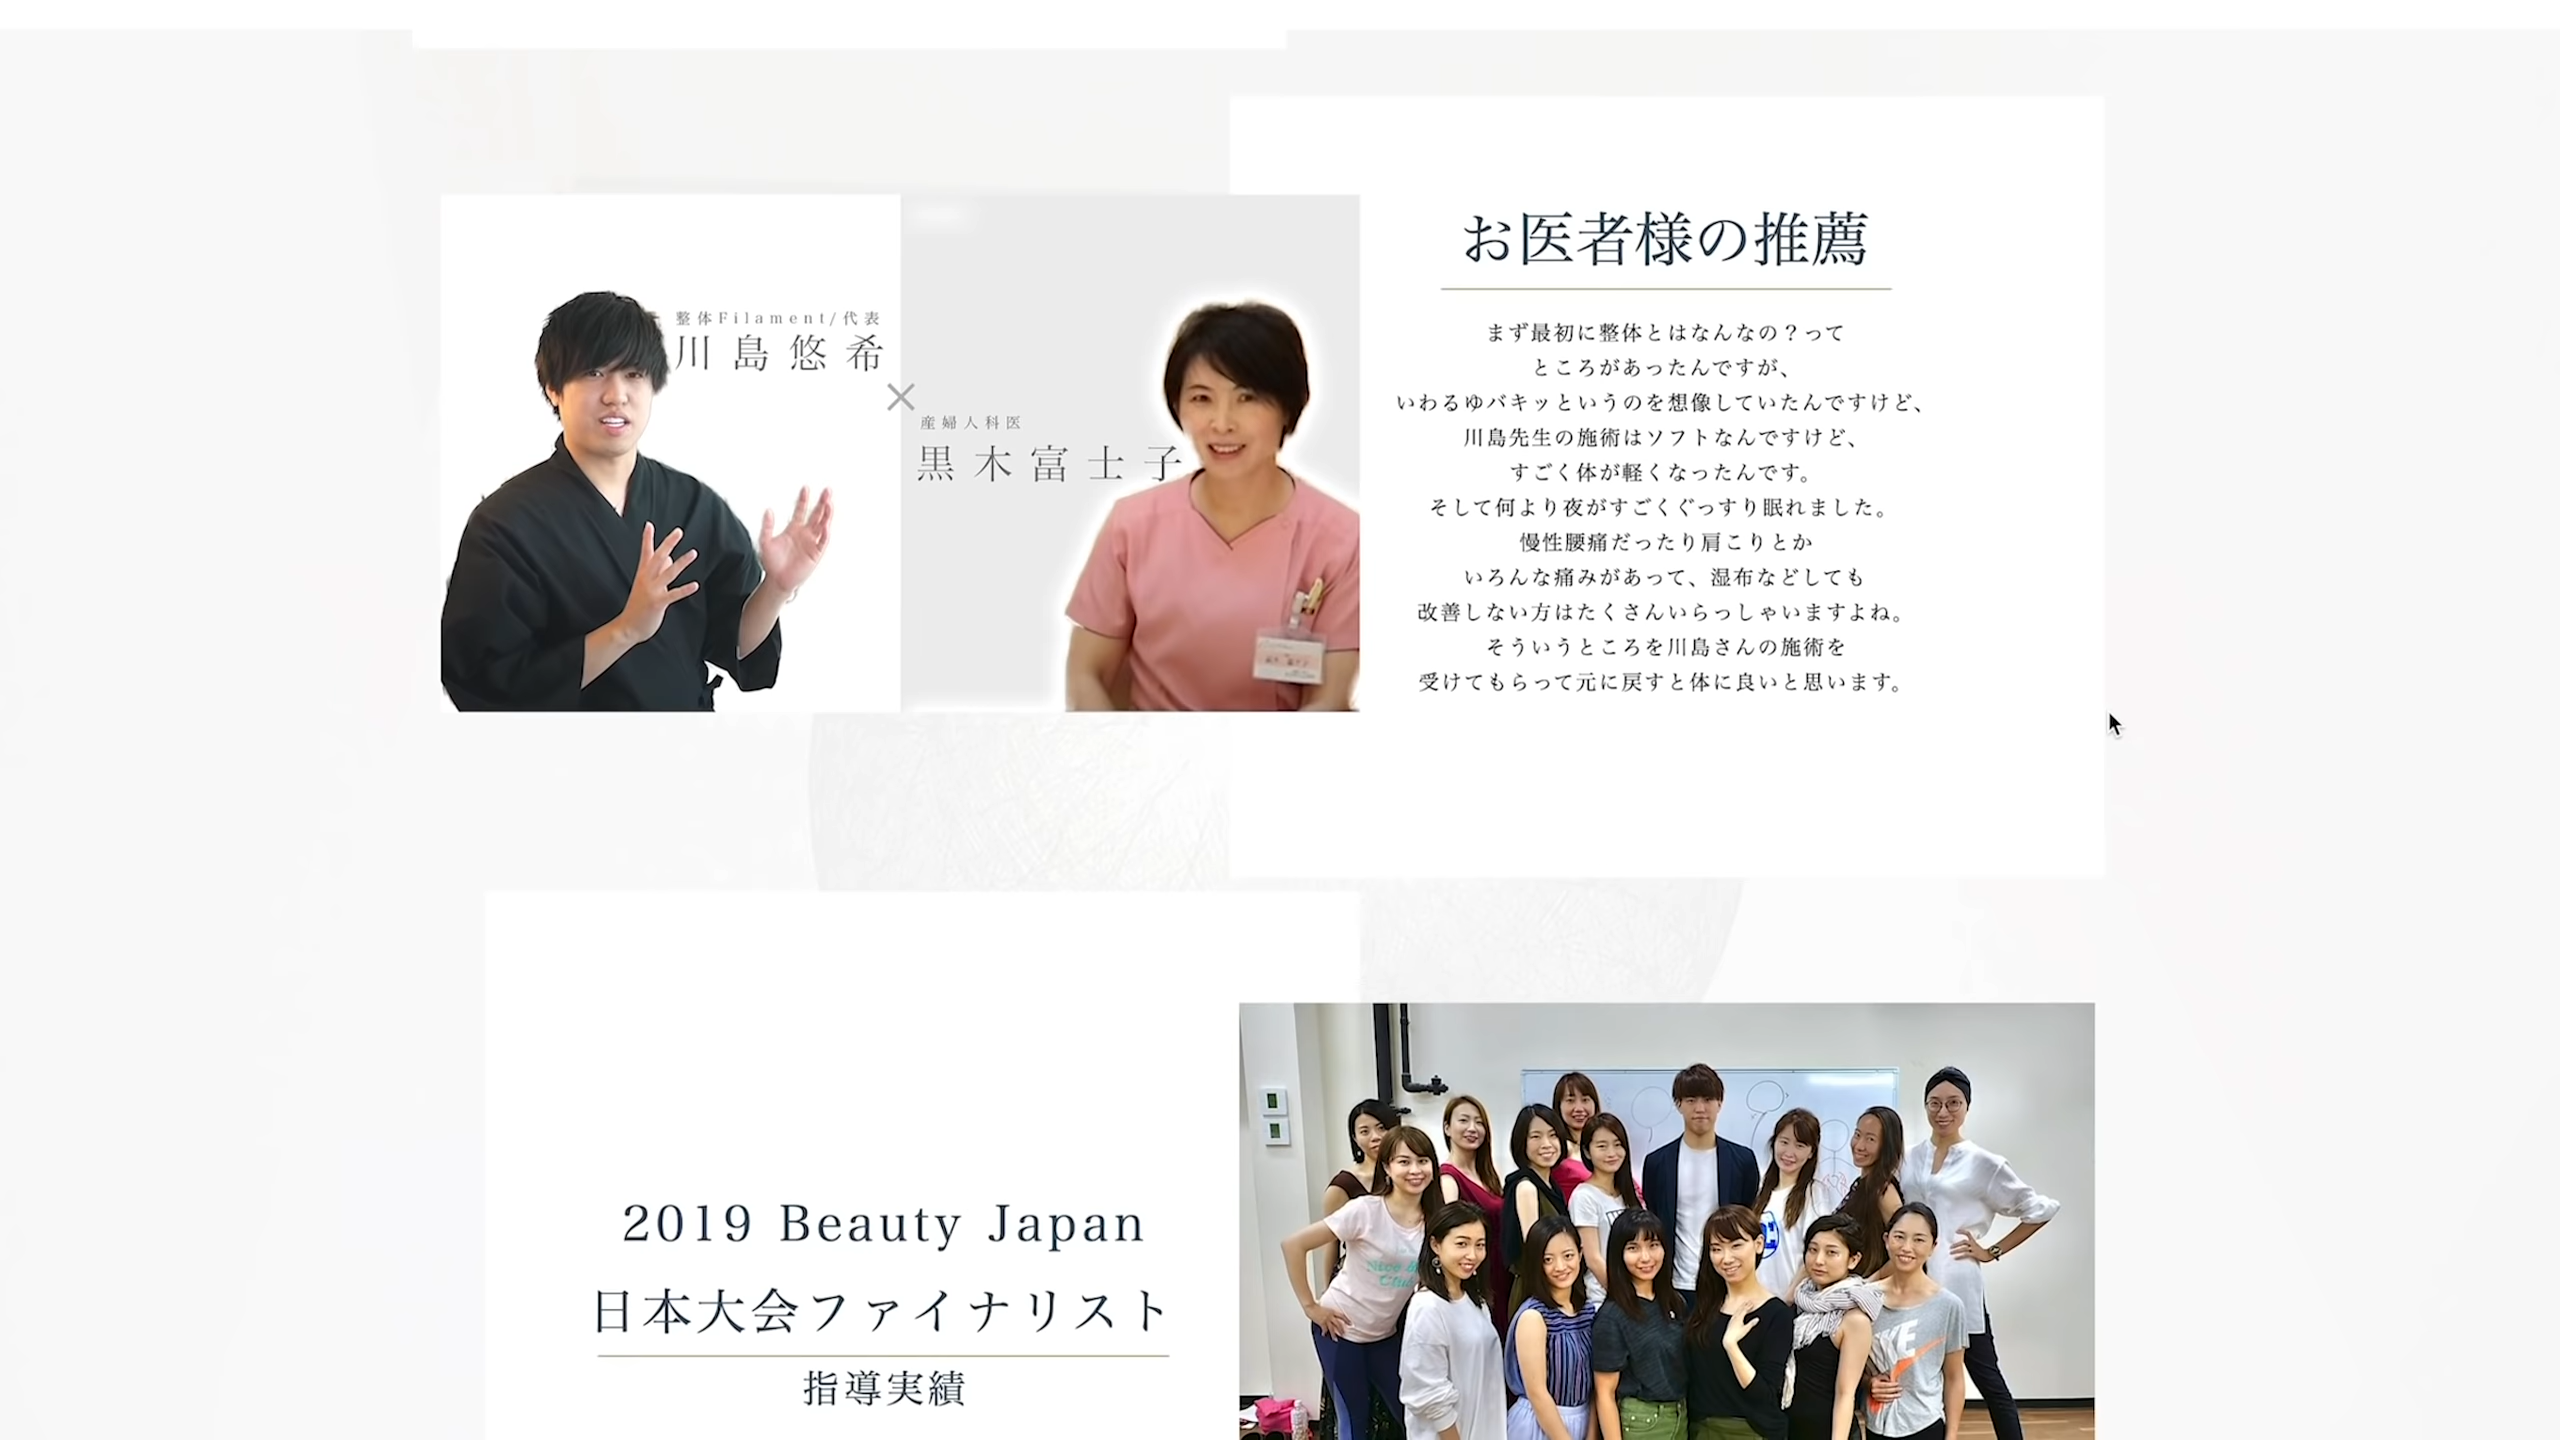 整体Filament/代表
川島悠希
×
産婦人科医
黒木富士子
お医者様の推薦
まず最初に整体とはなんなの？って
ところがあったんですが、
いわるゆバキッというのを想像していたんですけど、
川島先生の施術はソフトなんですけど、
すごく体が軽くなったんです。
そして何より夜がすごくぐっすり眠れました。
慢性腰痛だったり肩こりとか
いろんな痛みがあって、湿布などしても
改善しない方はたくさんいらっしゃいますよね。
そういうところを川島さんの施術を
受けてもらって元に戻すと体に良いと思います。
2019 Beauty Japan
日本大会ファイナリスト
指導実績